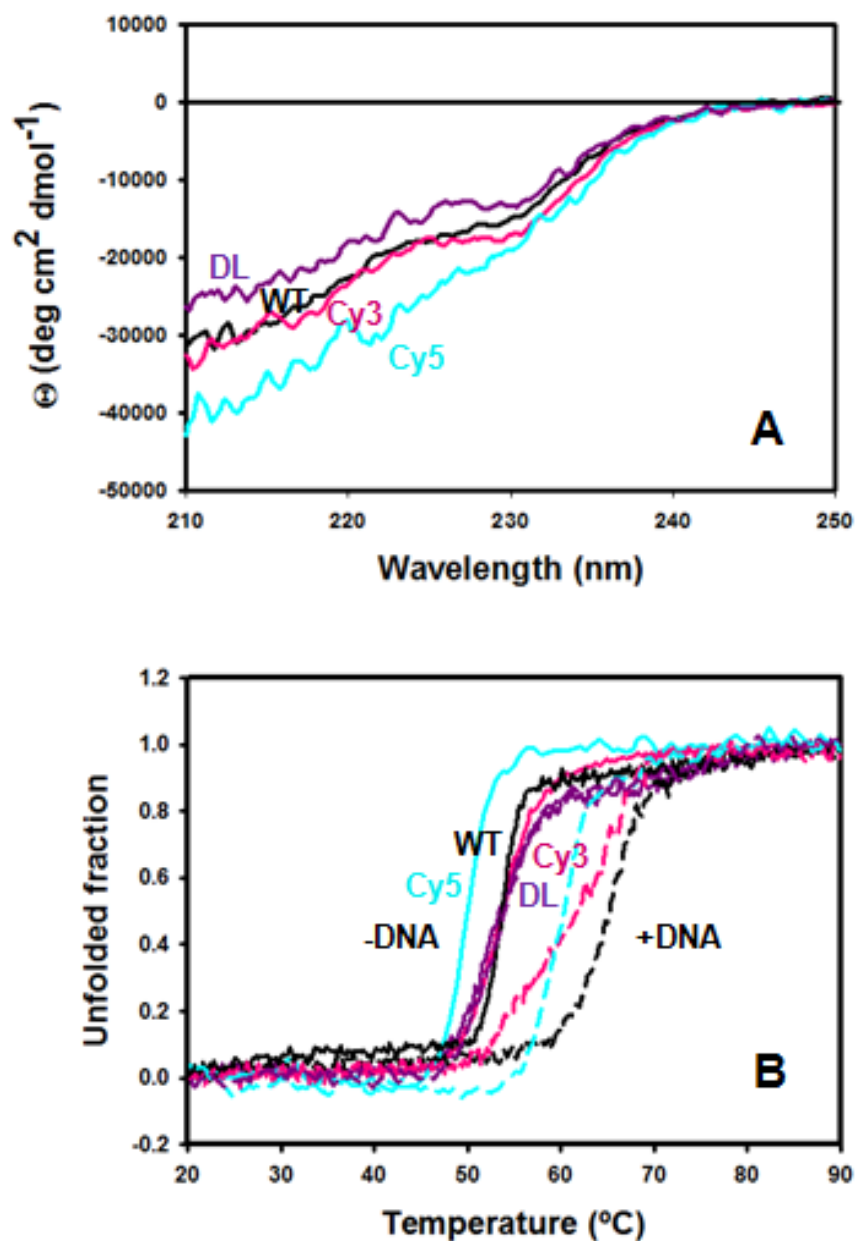 10000
0
-10000
-20000
-30000
-40000
-50000
Θ (deg cm² dmol⁻¹)
DL
WT
Cy3
Cy5
A
210 220 230 240 250
Wavelength (nm)
1.2
1.0
0.8
0.6
0.4
0.2
0.0
-0.2
Unfolded fraction
WT
Cy3
Cy5
DL
-DNA
+DNA
B
20 30 40 50 60 70 80 90
Temperature (ºC)